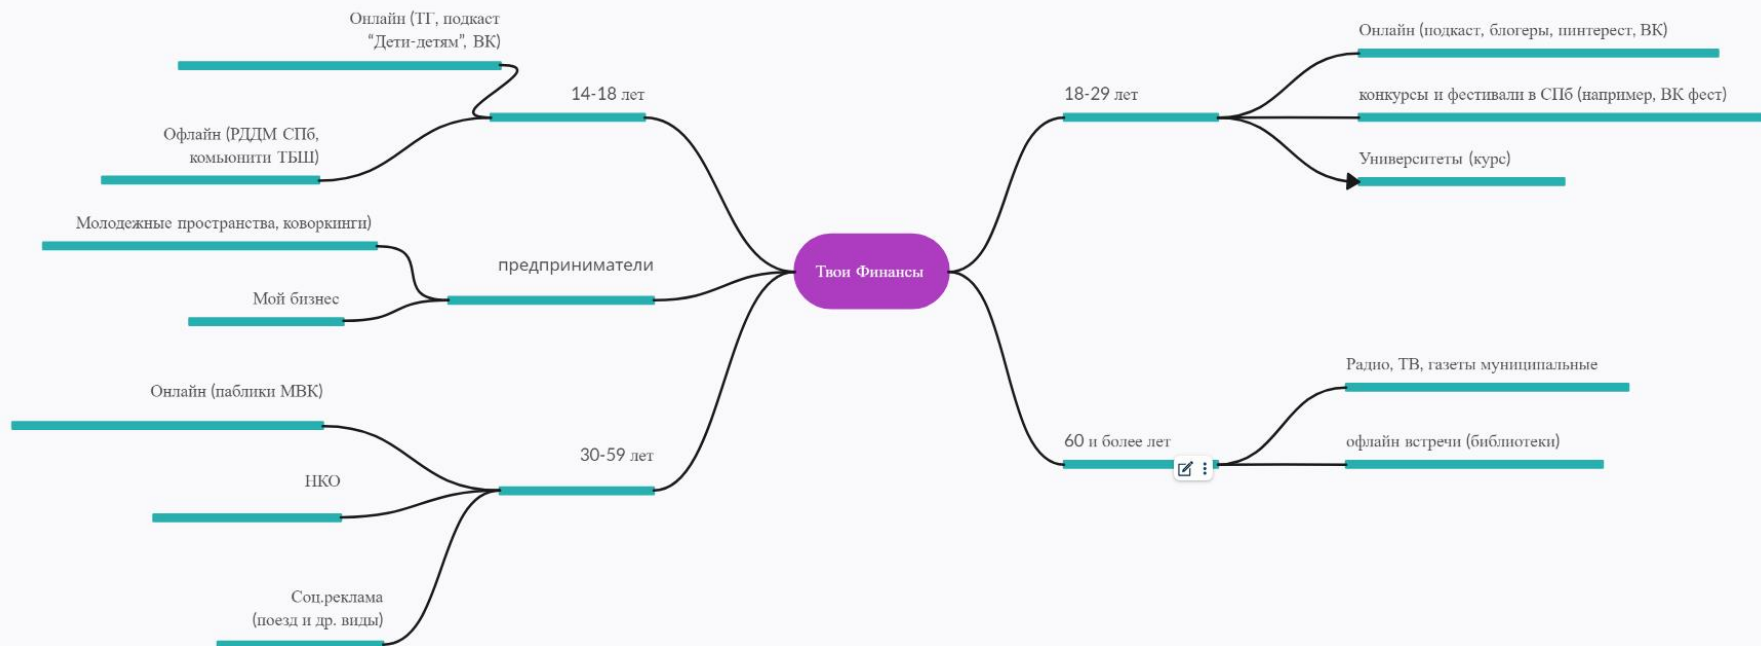 Онлайн (ТГ, подкаст
“Дети-детям”, ВК)
14-18 лет
Офлайн (РДДМ СПб,
комьюнити ТБШ)
Молодежные пространства, коворкинги)
предприниматели
Мой бизнес
Онлайн (паблики МВК)
30-59 лет
НКО
Соц.реклама
(поезд и др. виды)
Твои Финансы
18-29 лет
Онлайн (подкаст, блогеры, пинтерест, ВК)
конкурсы и фестивали в СПб (например, ВК фест)
Университеты (курс)
60 и более лет
Радио, ТВ, газеты муниципальные
офлайн встречи (библиотеки)